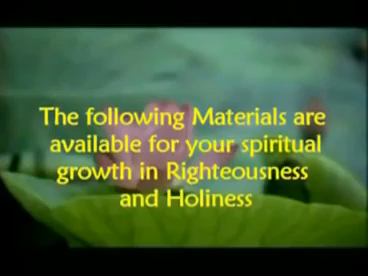 The following Materials are
available for your spiritual
growth in Righteousness
and Holiness